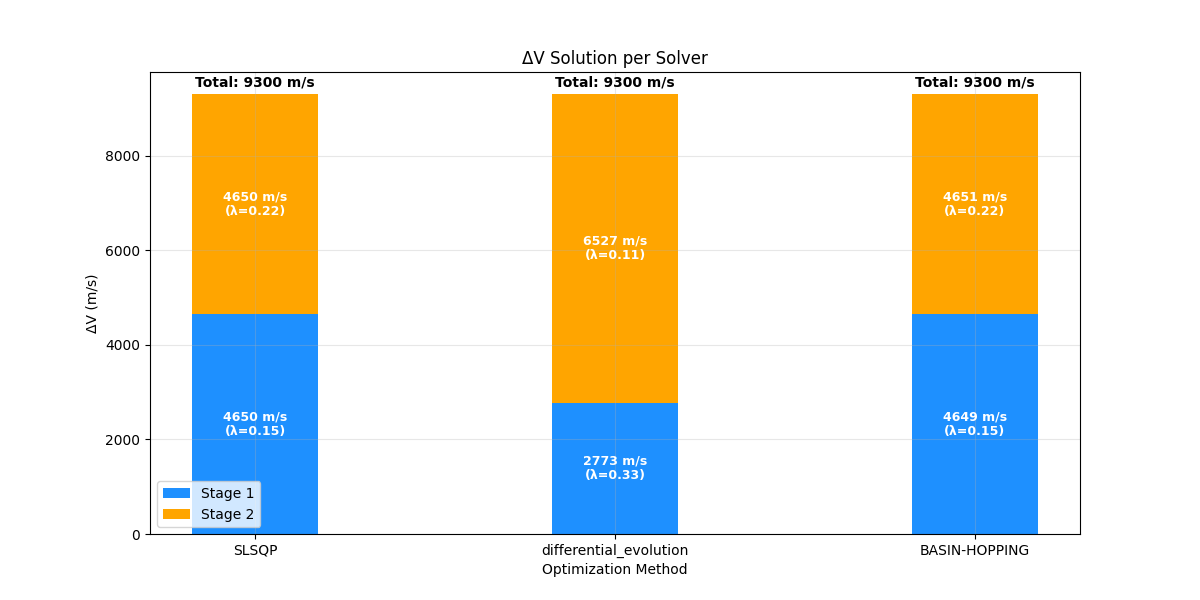 ΔV Solution per Solver
Total: 9300 m/s
Total: 9300 m/s
Total: 9300 m/s
8000
6000
4000
2000
0
ΔV (m/s)
4650 m/s
(λ=0.22)
4650 m/s
(λ=0.15)
6527 m/s
(λ=0.11)
2773 m/s
(λ=0.33)
4651 m/s
(λ=0.22)
4649 m/s
(λ=0.15)
Stage 1
Stage 2
SLSQP
differential_evolution
BASIN-HOPPING
Optimization Method